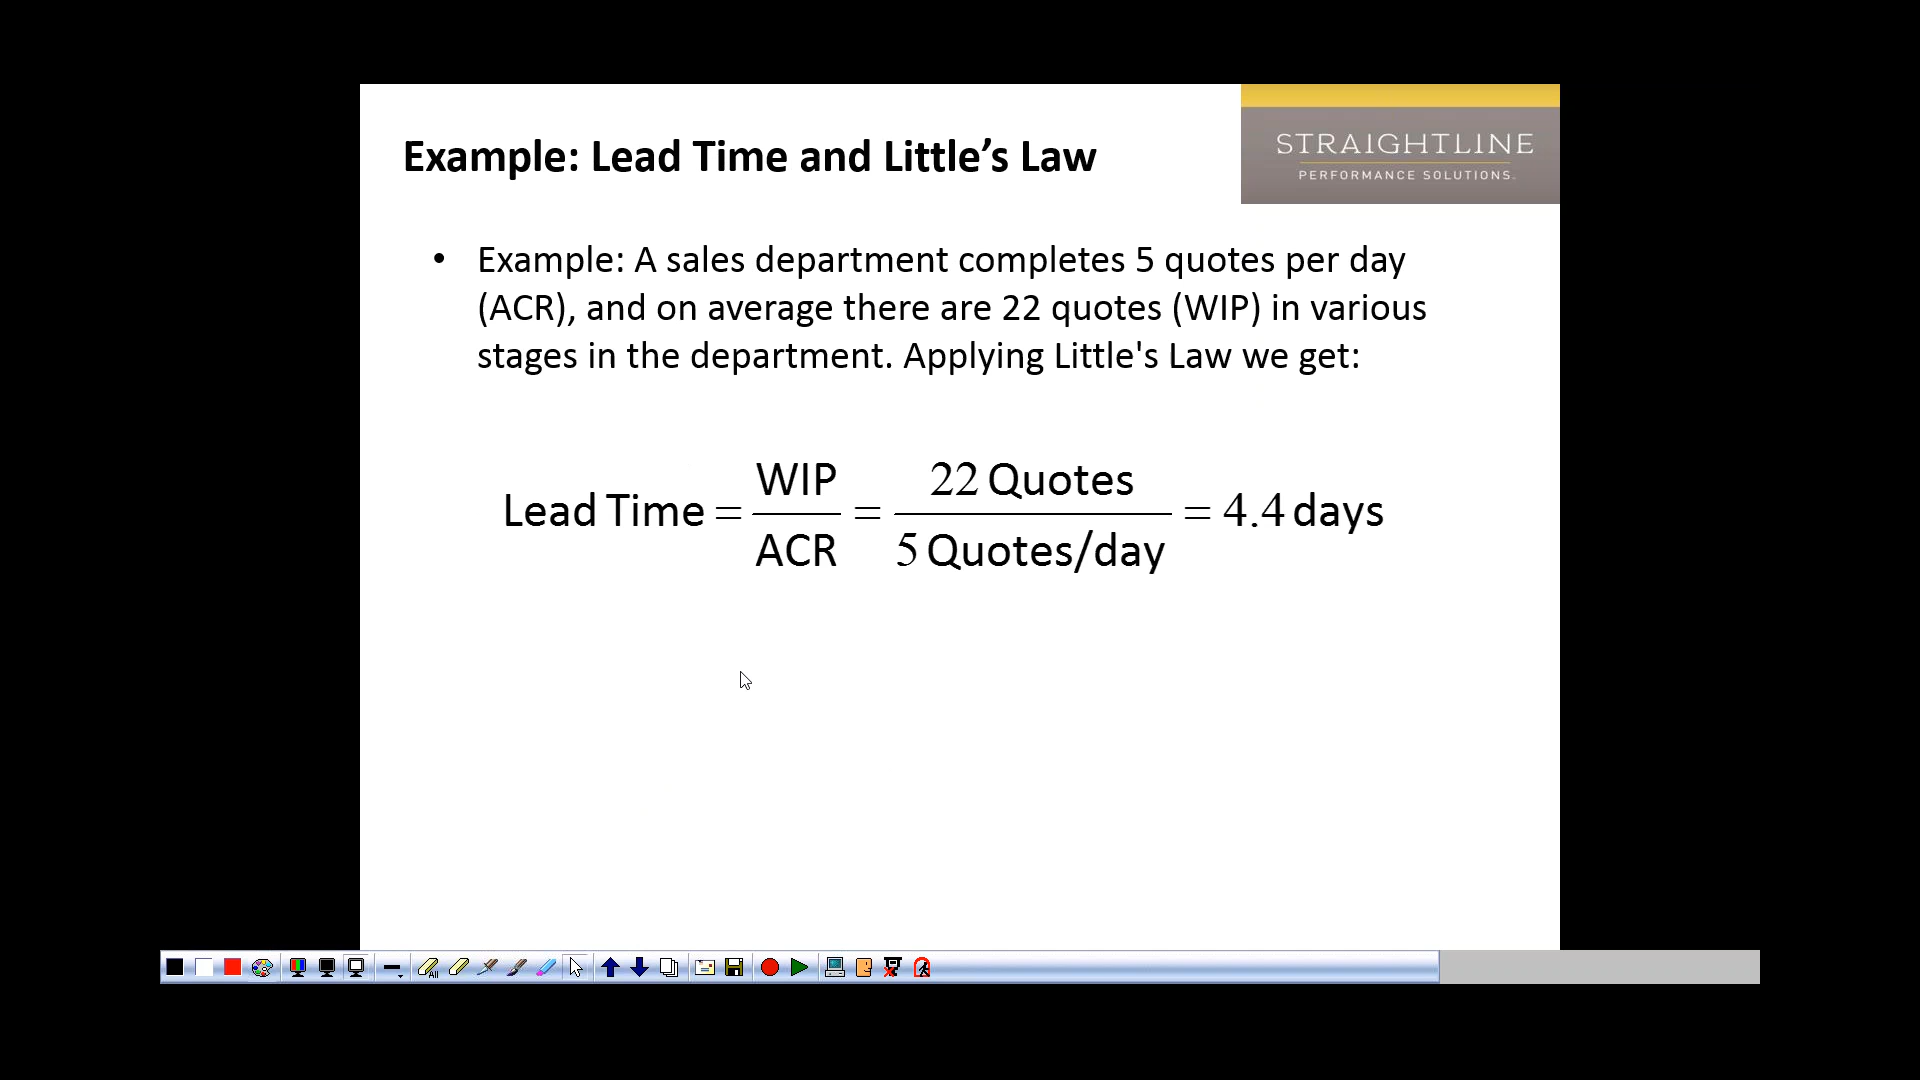 Example: Lead Time and Little’s Law
STRAIGHTLINE
PERFORMANCE SOLUTIONS.
• Example: A sales department completes 5 quotes per day
(ACR), and on average there are 22 quotes (WIP) in various
stages in the department. Applying Little's Law we get:
Lead Time = WIP / ACR = 22 Quotes / 5 Quotes/day = 4.4 days
All